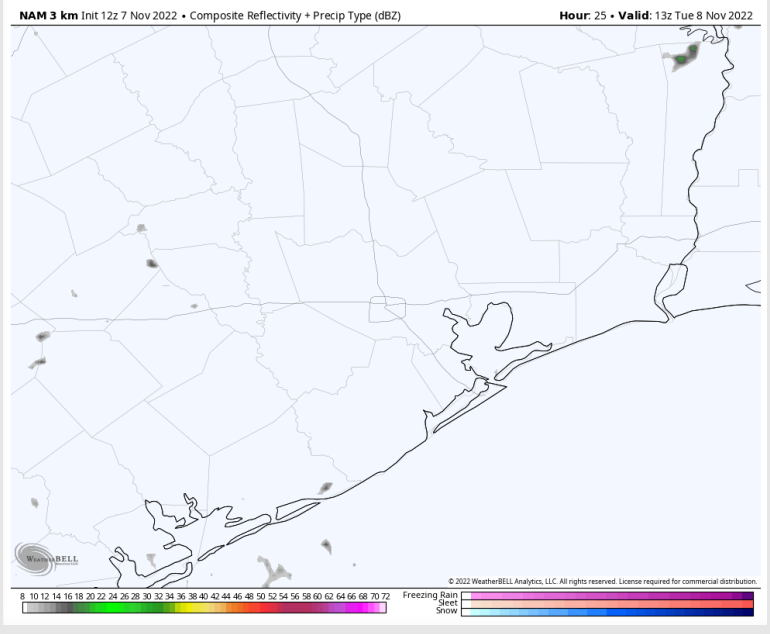 NAM 3 km Init 12z 7 Nov 2022 • Composite Reflectivity + Precip Type (dBZ) Hour: 25 • Valid: 13z Tue 8 Nov 2022
WEATHERBELL
© 2022 WeatherBELL Analytics, LLC. All rights reserved. License required for commercial distribution.
8 10 12 14 16 18 20 22 24 26 28 30 32 34 36 38 40 42 44 46 48 50 52 53 56 58 60 62 64 66 68 70 72
Freezing Rain
Sleet
Snow